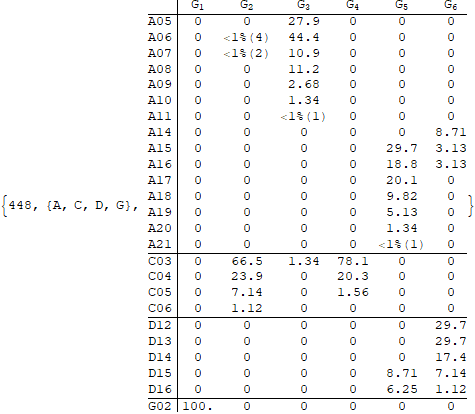 G1 G2 G3 G4 G5 G6
A05 0 0 27.9 0 0 0
A06 0 <1%(4) 44.4 0 0 0
A07 0 <1%(2) 10.9 0 0 0
A08 0 0 11.2 0 0 0
A09 0 0 2.68 0 0 0
A10 0 0 1.34 0 0 0
A11 0 0 <1%(1) 0 0 0
A14 0 0 0 0 0 8.71
A15 0 0 0 0 29.7 3.13
A16 0 0 0 0 18.8 3.13
A17 0 0 0 0 20.1 0
A18 0 0 0 0 9.82 0
{448, {A, C, D, G}, A19 0 0 0 0 5.13 0 }
A20 0 0 0 0 1.34 0
A21 0 0 0 0 <1%(1) 0
C03 0 66.5 1.34 78.1 0 0
C04 0 23.9 0 20.3 0 0
C05 0 7.14 0 1.56 0 0
C06 0 1.12 0 0 0 0
D12 0 0 0 0 0 29.7
D13 0 0 0 0 0 29.7
D14 0 0 0 0 0 17.4
D15 0 0 0 0 8.71 7.14
D16 0 0 0 0 6.25 1.12
G02 100. 0 0 0 0 0